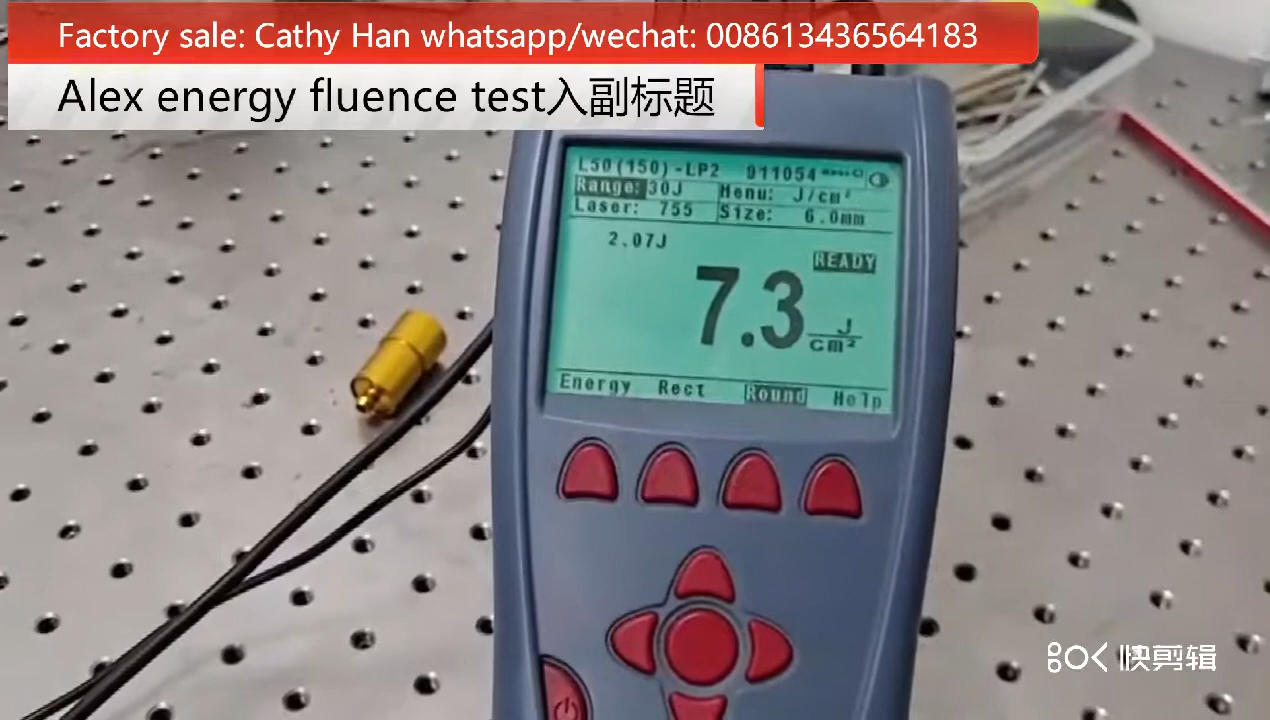 Factory sale: Cathy Han whatsapp/wechat: 008613436564183
Alex energy fluence test入副标题
L50(150)-LP2 911054
Range: 30J Menu: J/cm²
Laser: 755 Size: 6.0mm
2.07J
READY
7.3 J/cm²
Energy Rect Round Help
快剪辑